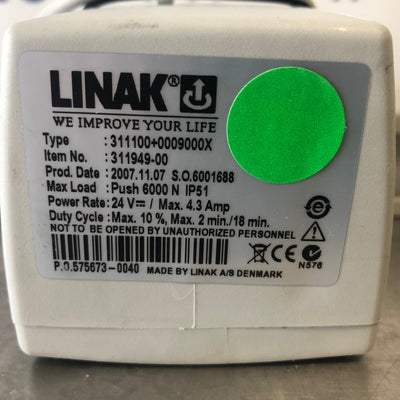 LINAK®
WE IMPROVE YOUR LIFE
Type : 311100+0009000X
Item No. : 311949-00
Prod. Date : 2007.11.07 S.O.6001688
Max Load : Push 6000 N IP51
Power Rate: 24 V⎓ / Max. 4.3 Amp
Duty Cycle : Max. 10 %, Max. 2 min./18 min.
NOT TO BE OPENED BY UNAUTHORIZED PERSONNEL
P.O.575673-0040 MADE BY LINAK A/S DENMARK
CE
N576